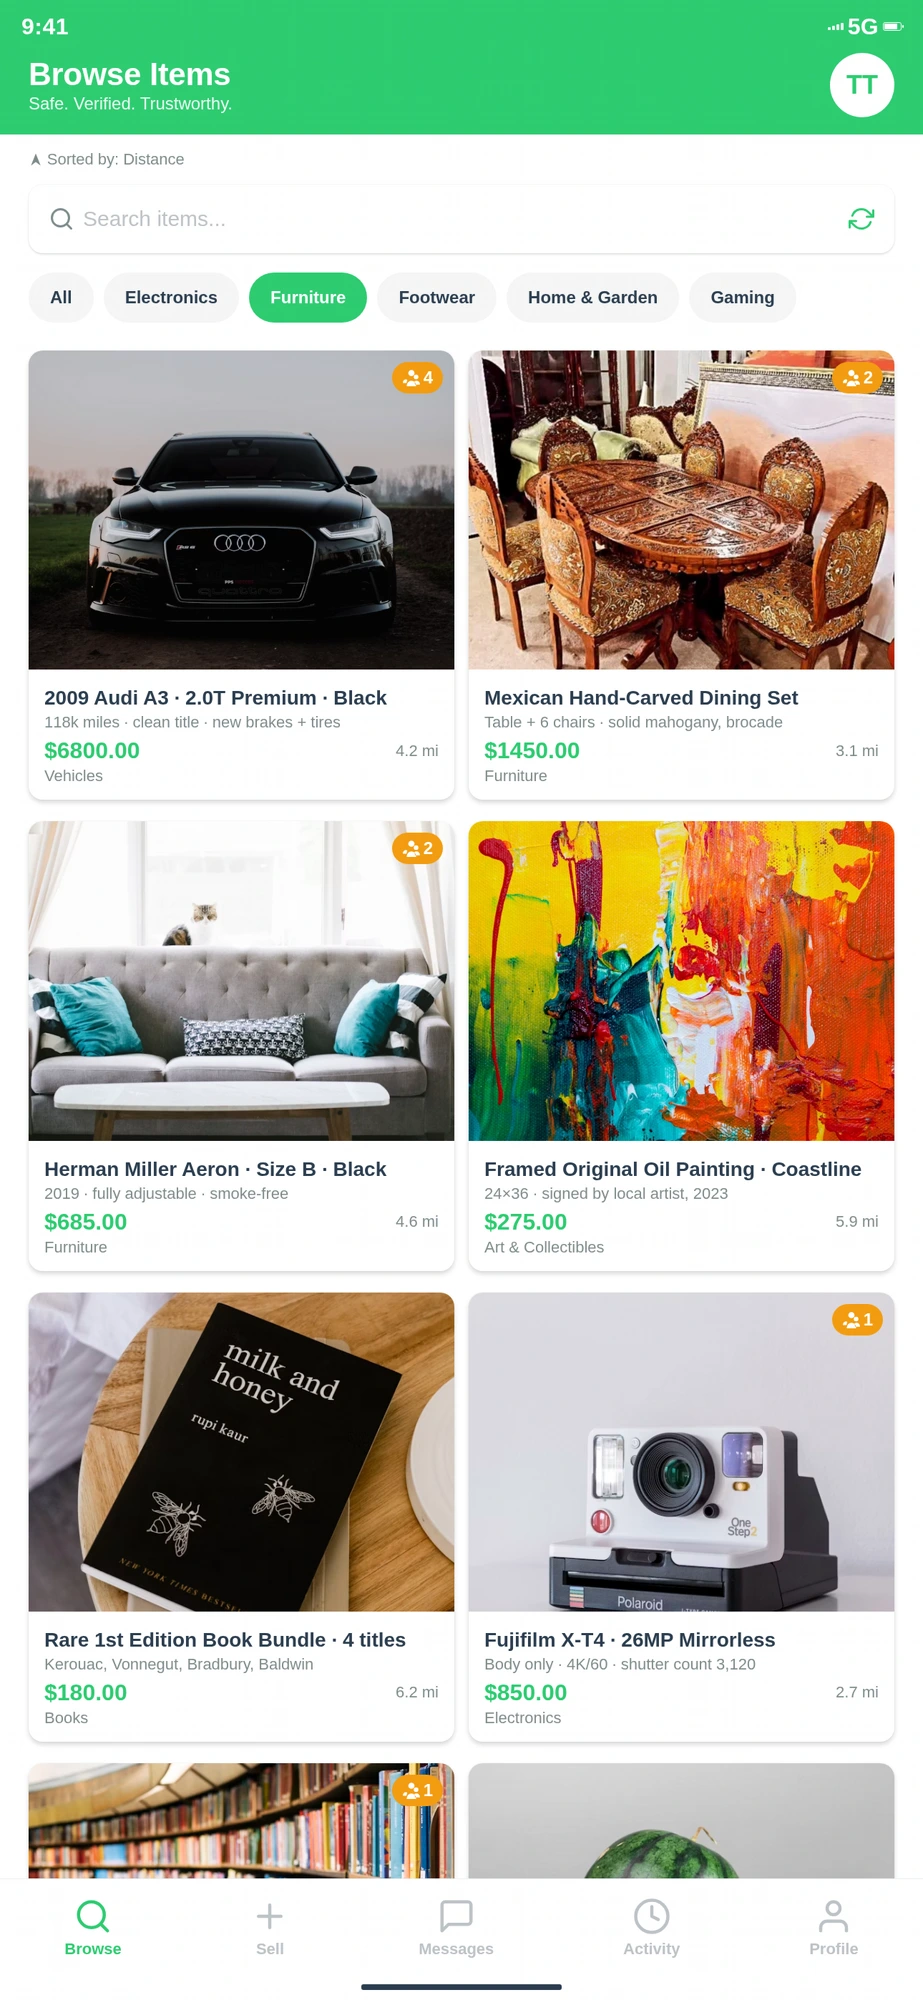 9:41
5G
Browse Items
TT
Safe. Verified. Trustworthy.
Sorted by: Distance
Search items...
All
Electronics
Furniture
Footwear
Home & Garden
Gaming
4
2
quattro
2009 Audi A3 · 2.0T Premium · Black
118k miles · clean title · new brakes + tires
$6800.00
4.2 mi
Vehicles
Mexican Hand-Carved Dining Set
Table + 6 chairs · solid mahogany, brocade
$1450.00
3.1 mi
Furniture
2
Herman Miller Aeron · Size B · Black
2019 · fully adjustable · smoke-free
$685.00
4.6 mi
Furniture
Framed Original Oil Painting · Coastline
24×36 · signed by local artist, 2023
$275.00
5.9 mi
Art & Collectibles
milk and
honey
rupi kaur
NEW YORK TIMES
1
One
Step2
Polaroid
Rare 1st Edition Book Bundle · 4 titles
Kerouac, Vonnegut, Bradbury, Baldwin
$180.00
6.2 mi
Books
Fujifilm X-T4 · 26MP Mirrorless
Body only · 4K/60 · shutter count 3,120
$850.00
2.7 mi
Electronics
1
Browse
Sell
Messages
Activity
Profile